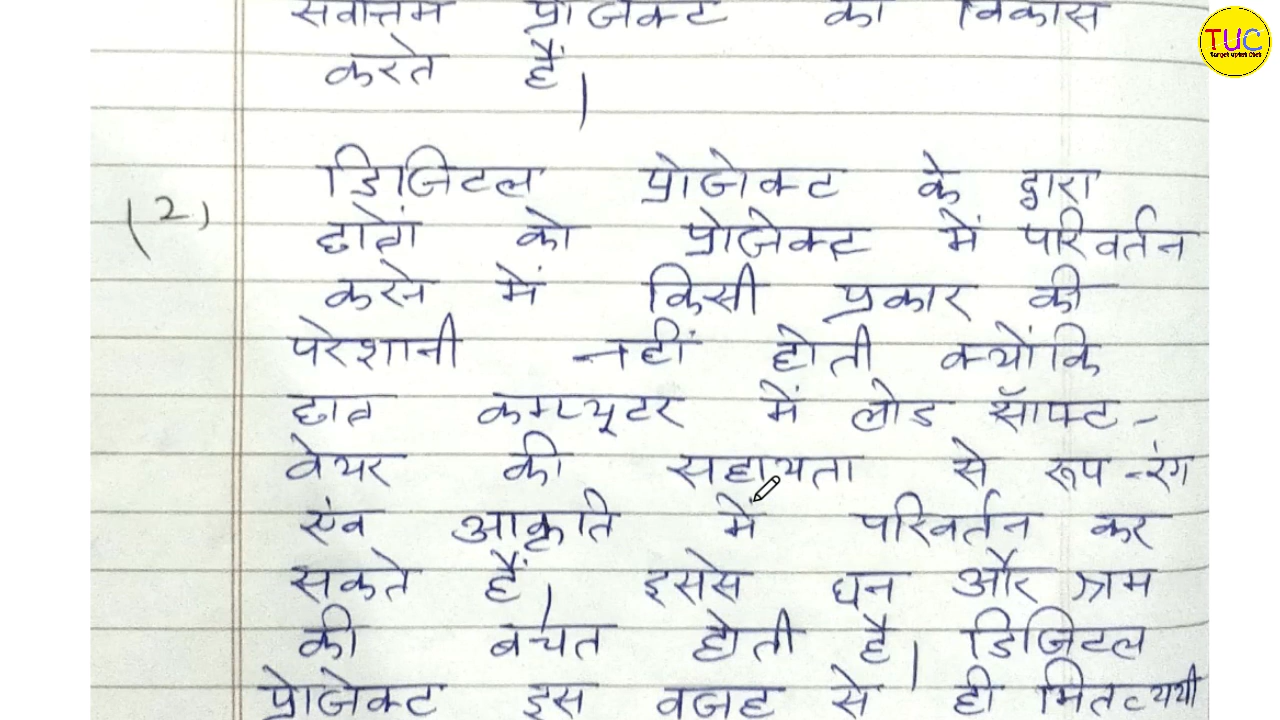 सर्वोत्तम प्रोजेक्ट का विकास
करते हैं।
(2) डिजिटल प्रोजेक्ट के द्वारा
छात्रों को प्रोजेक्ट में परिवर्तन
करने में किसी प्रकार की
परेशानी नहीं होती क्योंकि
छात्र कम्प्यूटर में लोड सॉफ्ट-
वेयर की सहायता से रूप-रंग
एंव आकृति में परिवर्तन कर
सकते हैं। इससे धन और श्रम
की बचत होती है। डिजिटल
प्रोजेक्ट इस वजह से ही मितव्ययी
TUC